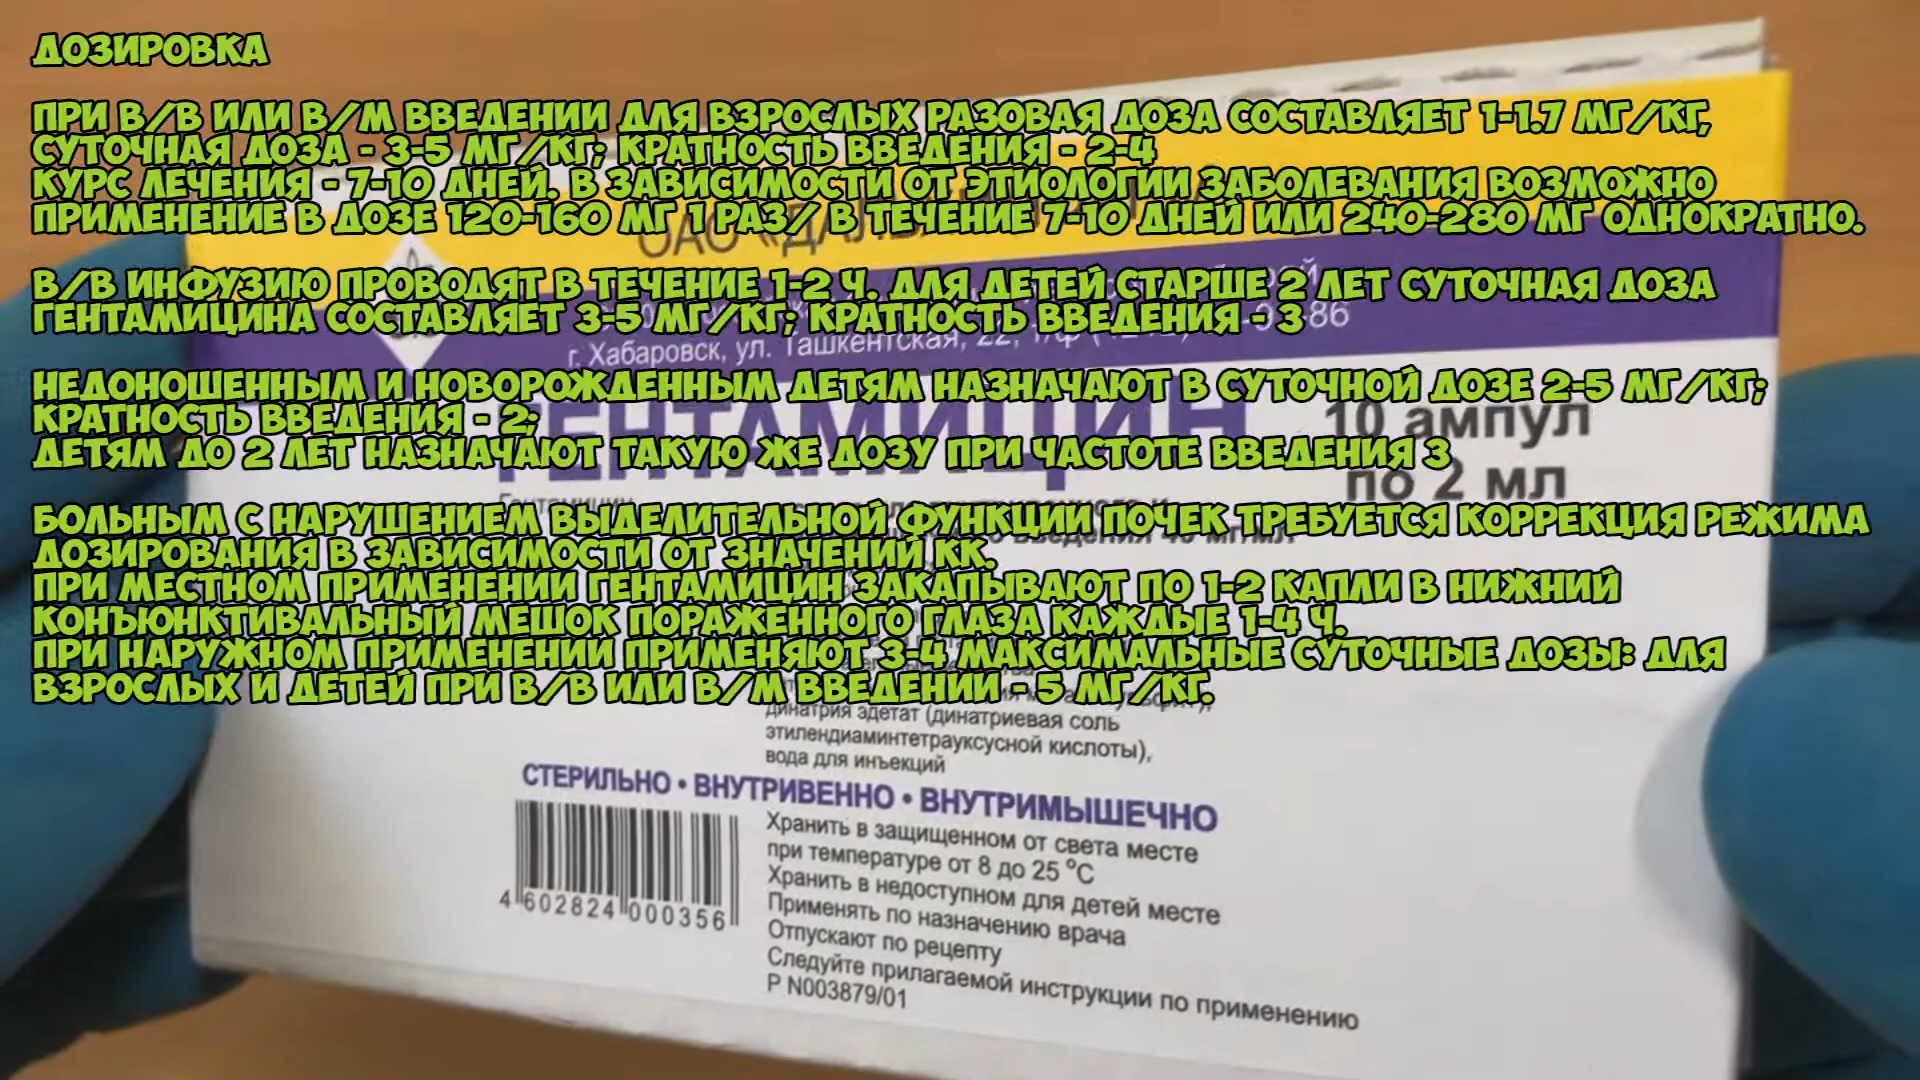 ДОЗИРОВКА
ПРИ В/В ИЛИ В/М ВВЕДЕНИИ ДЛЯ ВЗРОСЛЫХ РАЗОВАЯ ДОЗА СОСТАВЛЯЕТ 1-1.7 МГ/КГ,
СУТОЧНАЯ ДОЗА - 3-5 МГ/КГ; КРАТНОСТЬ ВВЕДЕНИЯ - 2-4
КУРС ЛЕЧЕНИЯ - 7-10 ДНЕЙ. В ЗАВИСИМОСТИ ОТ ЭТИОЛОГИИ ЗАБОЛЕВАНИЯ ВОЗМОЖНО
ПРИМЕНЕНИЕ В ДОЗЕ 120-160 МГ 1 РАЗ/ В ТЕЧЕНИЕ 7-10 ДНЕЙ ИЛИ 240-280 МГ ОДНОКРАТНО.
ОАО
В/В ИНФУЗИЮ ПРОВОДЯТ В ТЕЧЕНИЕ 1-2 Ч. ДЛЯ ДЕТЕЙ СТАРШЕ 2 ЛЕТ СУТОЧНАЯ ДОЗА
ГЕНТАМИЦИНА СОСТАВЛЯЕТ 3-5 МГ/КГ; КРАТНОСТЬ ВВЕДЕНИЯ - 3
г. Хабаровск, ул. Ташкентская, 22,
НЕДОНОШЕННЫМ И НОВОРОЖДЕННЫМ ДЕТЯМ НАЗНАЧАЮТ В СУТОЧНОЙ ДОЗЕ 2-5 МГ/КГ;
КРАТНОСТЬ ВВЕДЕНИЯ - 2;
ДЕТЯМ ДО 2 ЛЕТ НАЗНАЧАЮТ ТАКУЮ ЖЕ ДОЗУ ПРИ ЧАСТОТЕ ВВЕДЕНИЯ 3
ГЕНТАМИЦИН
10 ампул
по 2 мл
БОЛЬНЫМ С НАРУШЕНИЕМ ВЫДЕЛИТЕЛЬНОЙ ФУНКЦИИ ПОЧЕК ТРЕБУЕТСЯ КОРРЕКЦИЯ РЕЖИМА
ДОЗИРОВАНИЯ В ЗАВИСИМОСТИ ОТ ЗНАЧЕНИЙ КК.
ПРИ МЕСТНОМ ПРИМЕНЕНИИ ГЕНТАМИЦИН ЗАКАПЫВАЮТ ПО 1-2 КАПЛИ В НИЖНИЙ
КОНЪЮНКТИВАЛЬНЫЙ МЕШОК ПОРАЖЕННОГО ГЛАЗА КАЖДЫЕ 1-4 Ч.
ПРИ НАРУЖНОМ ПРИМЕНЕНИИ ПРИМЕНЯЮТ 3-4 МАКСИМАЛЬНЫЕ СУТОЧНЫЕ ДОЗЫ: ДЛЯ
ВЗРОСЛЫХ И ДЕТЕЙ ПРИ В/В ИЛИ В/М ВВЕДЕНИИ - 5 МГ/КГ.
динатрия эдетат (динатриевая соль
этилендиаминтетрауксусной кислоты),
вода для инъекций
СТЕРИЛЬНО • ВНУТРИВЕННО • ВНУТРИМЫШЕЧНО
Хранить в защищенном от света месте
при температуре от 8 до 25 °С
Хранить в недоступном для детей месте
Применять по назначению врача
Отпускают по рецепту
Следуйте прилагаемой инструкции по применению
Р N003879/01
4 602824 000356